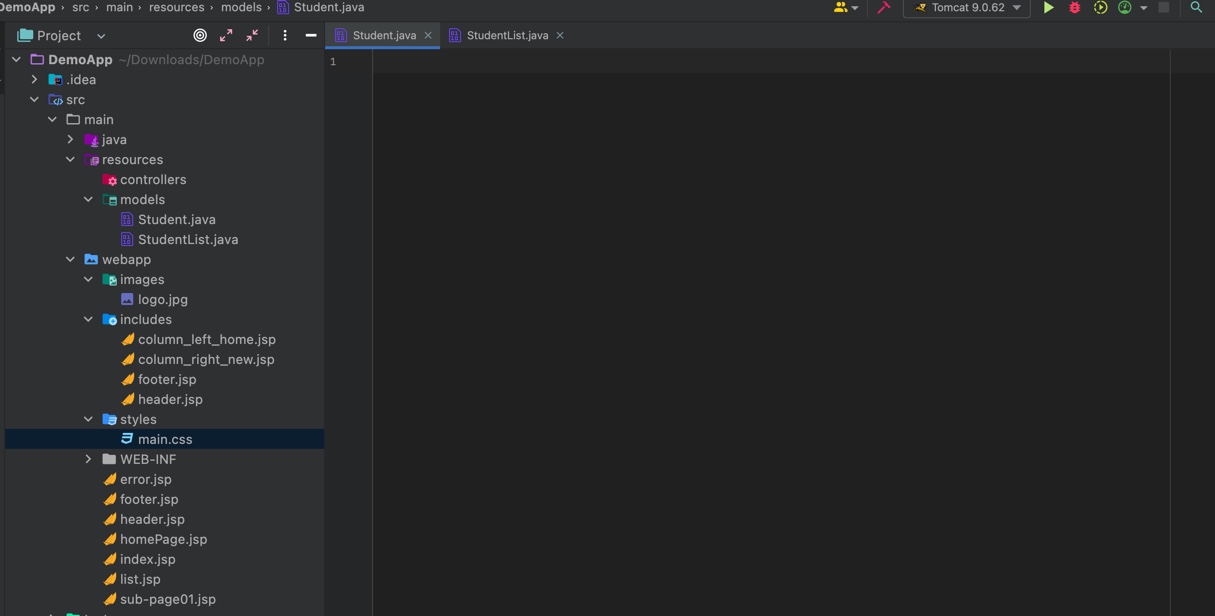 DemoApp › src › main › resources › models › Student.java
Tomcat 9.0.62
Project
Student.java
StudentList.java
1
DemoApp ~/Downloads/DemoApp
.idea
src
main
java
resources
controllers
models
Student.java
StudentList.java
webapp
images
logo.jpg
includes
column_left_home.jsp
column_right_new.jsp
footer.jsp
header.jsp
styles
main.css
WEB-INF
error.jsp
footer.jsp
header.jsp
homePage.jsp
index.jsp
list.jsp
sub-page01.jsp